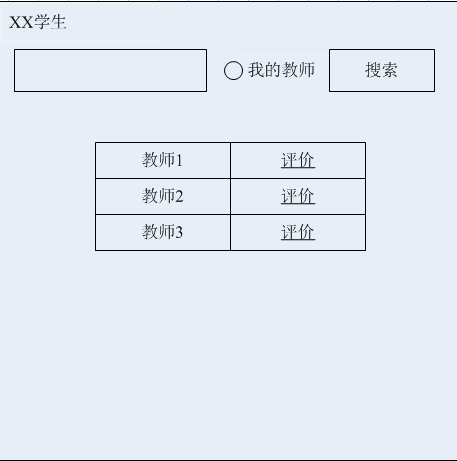 XX学生
我的教师 搜索
教师1 评价
教师2 评价
教师3 评价